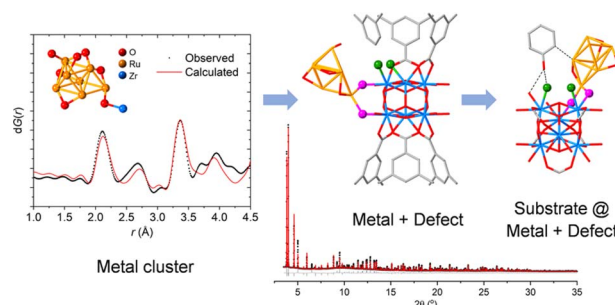 dG(r)
O
Ru
Zr
Observed
Calculated
1.0 1.5 2.0 2.5 3.0 3.5 4.0 4.5
r (Å)
Metal cluster
Metal + Defect
5 10 15 20 25 30 35
2θ (º)
Substrate @
Metal + Defect